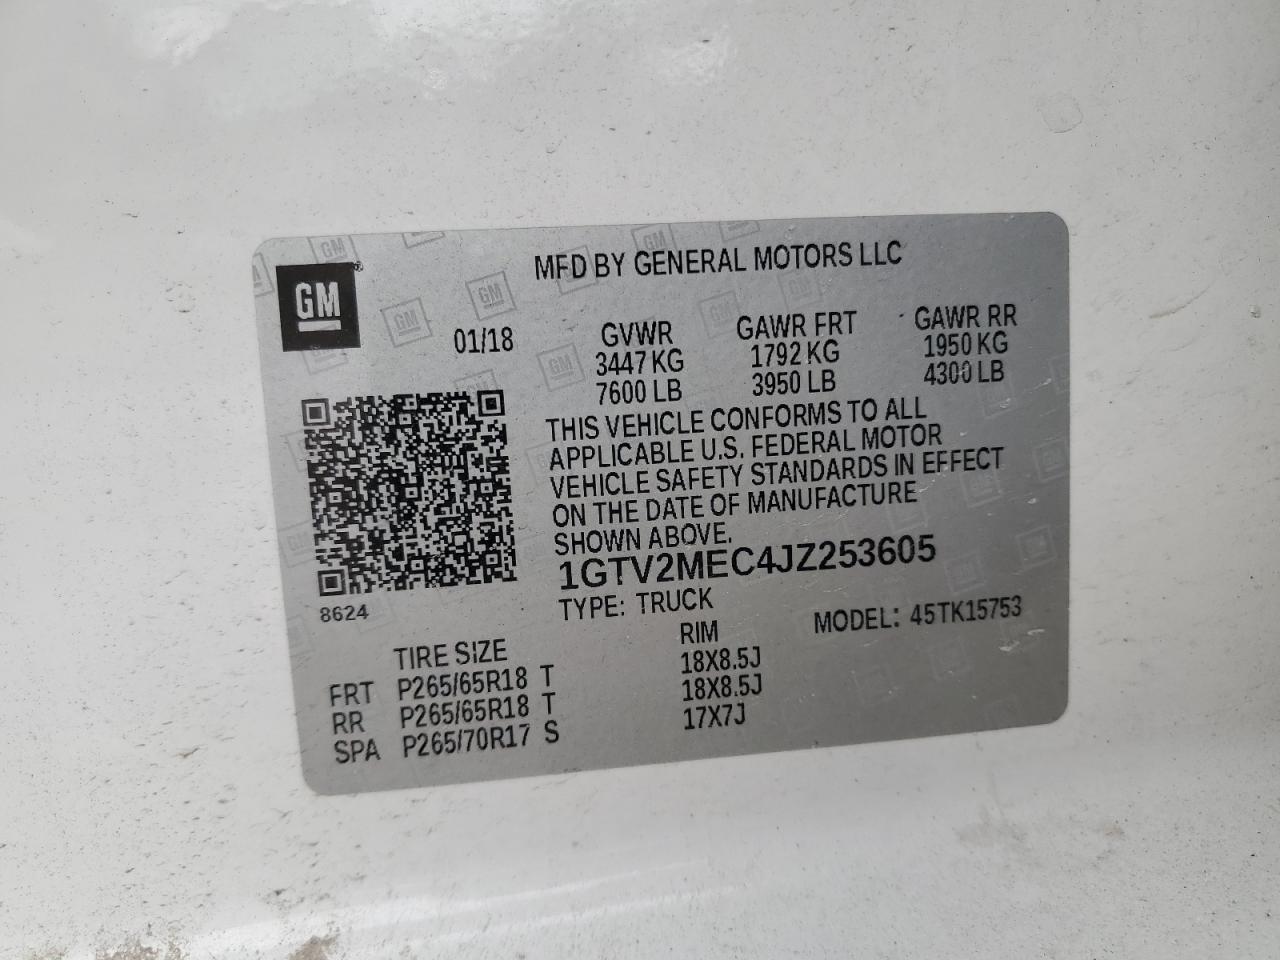 GM
®
MFD BY GENERAL MOTORS LLC
01/18 GVWR GAWR FRT GAWR RR
3447 KG 1792 KG 1950 KG
7600 LB 3950 LB 4300 LB
THIS VEHICLE CONFORMS TO ALL
APPLICABLE U.S. FEDERAL MOTOR
VEHICLE SAFETY STANDARDS IN EFFECT
ON THE DATE OF MANUFACTURE
SHOWN ABOVE.
1GTV2MEC4JZ253605
8624
TYPE: TRUCK MODEL: 45TK15753
TIRE SIZE RIM
FRT P265/65R18 T 18X8.5J
RR P265/65R18 T 18X8.5J
SPA P265/70R17 S 17X7J